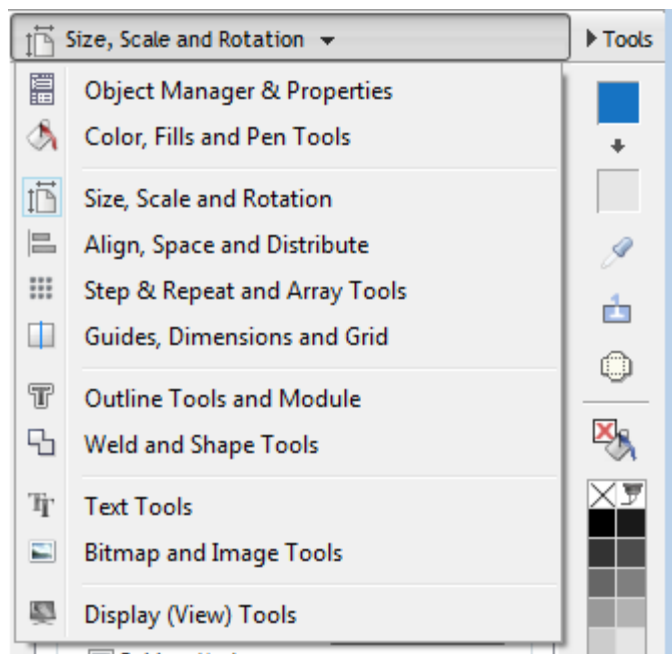 Size, Scale and Rotation
Tools
Object Manager & Properties
Color, Fills and Pen Tools
Size, Scale and Rotation
Align, Space and Distribute
Step & Repeat and Array Tools
Guides, Dimensions and Grid
Outline Tools and Module
Weld and Shape Tools
Text Tools
Bitmap and Image Tools
Display (View) Tools